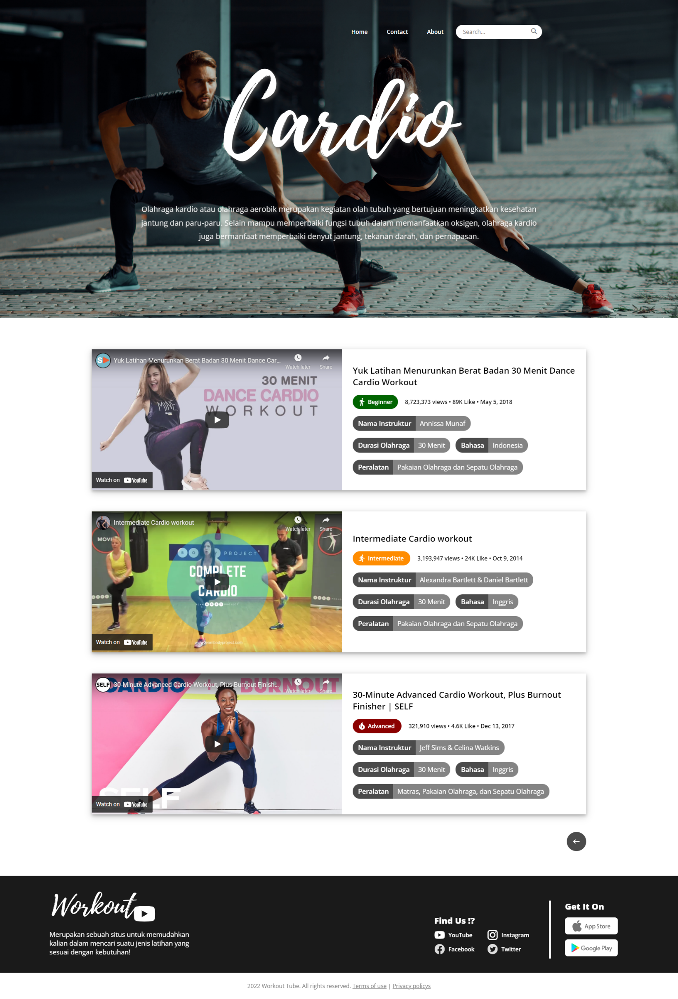 Home Contact About Search...
Cardio
Olahraga kardio atau olahraga aerobik merupakan kegiatan olah tubuh yang bertujuan meningkatkan kesehatan
jantung dan paru-paru. Selain mampu memperbaiki fungsi tubuh dalam memanfaatkan oksigen, olahraga kardio
juga bermanfaat memperbaiki denyut jantung, tekanan darah, dan pernapasan.
S Yuk Latihan Menurunkan Berat Badan 30 Menit Dance Car...
Watch later Share
30 MENIT
DANCE CARDIO
WORKOUT
MINE
Watch on YouTube
Yuk Latihan Menurunkan Berat Badan 30 Menit Dance
Cardio Workout
Beginner 8,723,373 views • 89K Like • May 5, 2018
Nama Instruktur Annissa Munaf
Durasi Olahraga 30 Menit Bahasa Indonesia
Peralatan Pakaian Olahraga dan Sepatu Olahraga
Intermediate Cardio workout
Watch later Share
MOVE
PROJECT
COMPLETE
CARDIO
TEAM BODY PROJECT
Watch on YouTube
Intermediate Cardio workout
Intermediate 3,193,947 views • 24K Like • Oct 9, 2014
Nama Instruktur Alexandra Bartlett & Daniel Bartlett
Durasi Olahraga 30 Menit Bahasa Inggris
Peralatan Pakaian Olahraga dan Sepatu Olahraga
CARDIO + BURNOUT
SELF 30-Minute Advanced Cardio Workout, Plus Burnout Finish...
Watch later Share
SELF
Watch on YouTube
30-Minute Advanced Cardio Workout, Plus Burnout
Finisher | SELF
Advanced 321,910 views • 4.6K Like • Dec 13, 2017
Nama Instruktur Jeff Sims & Celina Watkins
Durasi Olahraga 30 Menit Bahasa Inggris
Peralatan Matras, Pakaian Olahraga, dan Sepatu Olahraga
Workout
Merupakan sebuah situs untuk memudahkan
kalian dalam mencari suatu jenis latihan yang
sesuai dengan kebutuhan!
Find Us !?
YouTube Instagram
Facebook Twitter
Get It On
App Store
Google Play
2022 Workout Tube. All rights reserved. Terms of use | Privacy policys